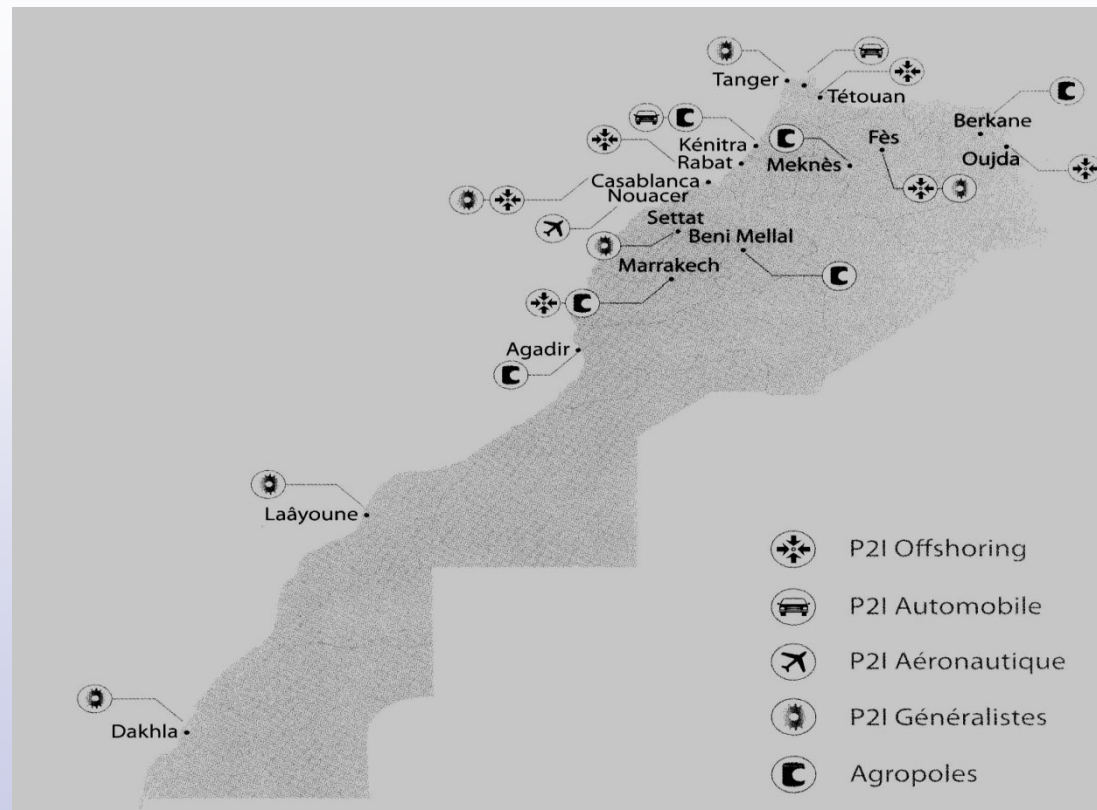 Tanger
Tétouan
Berkane
Kénitra
Fès
Rabat
Meknès
Oujda
Casablanca
Nouacer
Settat
Beni Mellal
Marrakech
Agadir
Laâyoune
Dakhla
P2I Offshoring
P2I Automobile
P2I Aéronautique
P2I Généralistes
Agropoles